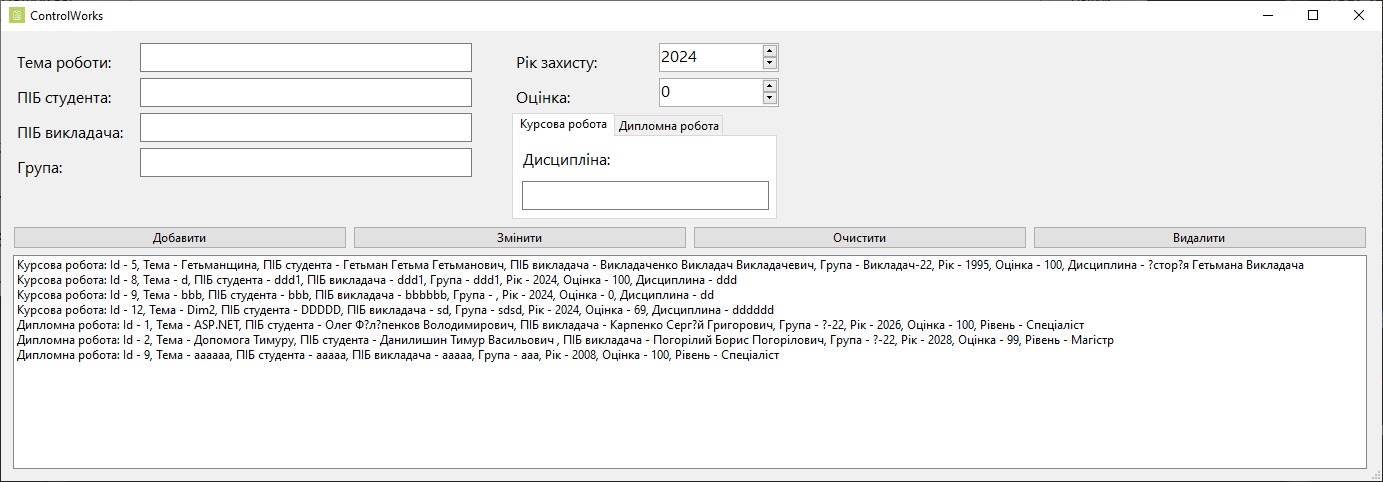 ControlWorks
Тема роботи:
ПІБ студента:
ПІБ викладача:
Група:
Рік захисту:
2024
Оцінка:
0
Курсова робота
Дипломна робота
Дисципліна:
Добавити
Змінити
Очистити
Видалити
Курсова робота: Id - 5, Тема - Гетьманщина, ПІБ студента - Гетьман Гетьма Гетьманович, ПІБ викладача - Викладаченко Викладач Викладачевич, Група - Викладач-22, Рік - 1995, Оцінка - 100, Дисциплина - ?стор?я Гетьмана Викладача
Курсова робота: Id - 8, Тема - d, ПІБ студента - ddd1, ПІБ викладача - ddd1, Група - ddd1, Рік - 2024, Оцінка - 100, Дисциплина - ddd
Курсова робота: Id - 9, Тема - bbb, ПІБ студента - bbb, ПІБ викладача - bbbbbb, Група - , Рік - 2024, Оцінка - 0, Дисциплина - dd
Курсова робота: Id - 12, Тема - Dim2, ПІБ студента - DDDDD, ПІБ викладача - sd, Група - sdsd, Рік - 2024, Оцінка - 69, Дисциплина - dddddd
Дипломна робота: Id - 1, Тема - ASP.NET, ПІБ студента - Олег Ф?л?пенков Володимирович, ПІБ викладача - Карпенко Серг?й Григорович, Група - ?-22, Рік - 2026, Оцінка - 100, Рівень - Спеціаліст
Дипломна робота: Id - 2, Тема - Допомога Тимуру, ПІБ студента - Данилишин Тимур Васильович , ПІБ викладача - Погорілий Борис Погорілович, Група - ?-22, Рік - 2028, Оцінка - 99, Рівень - Магістр
Дипломна робота: Id - 9, Тема - аааааа, ПІБ студента - ааааа, ПІБ викладача - ааааа, Група - ааа, Рік - 2008, Оцінка - 100, Рівень - Спеціаліст